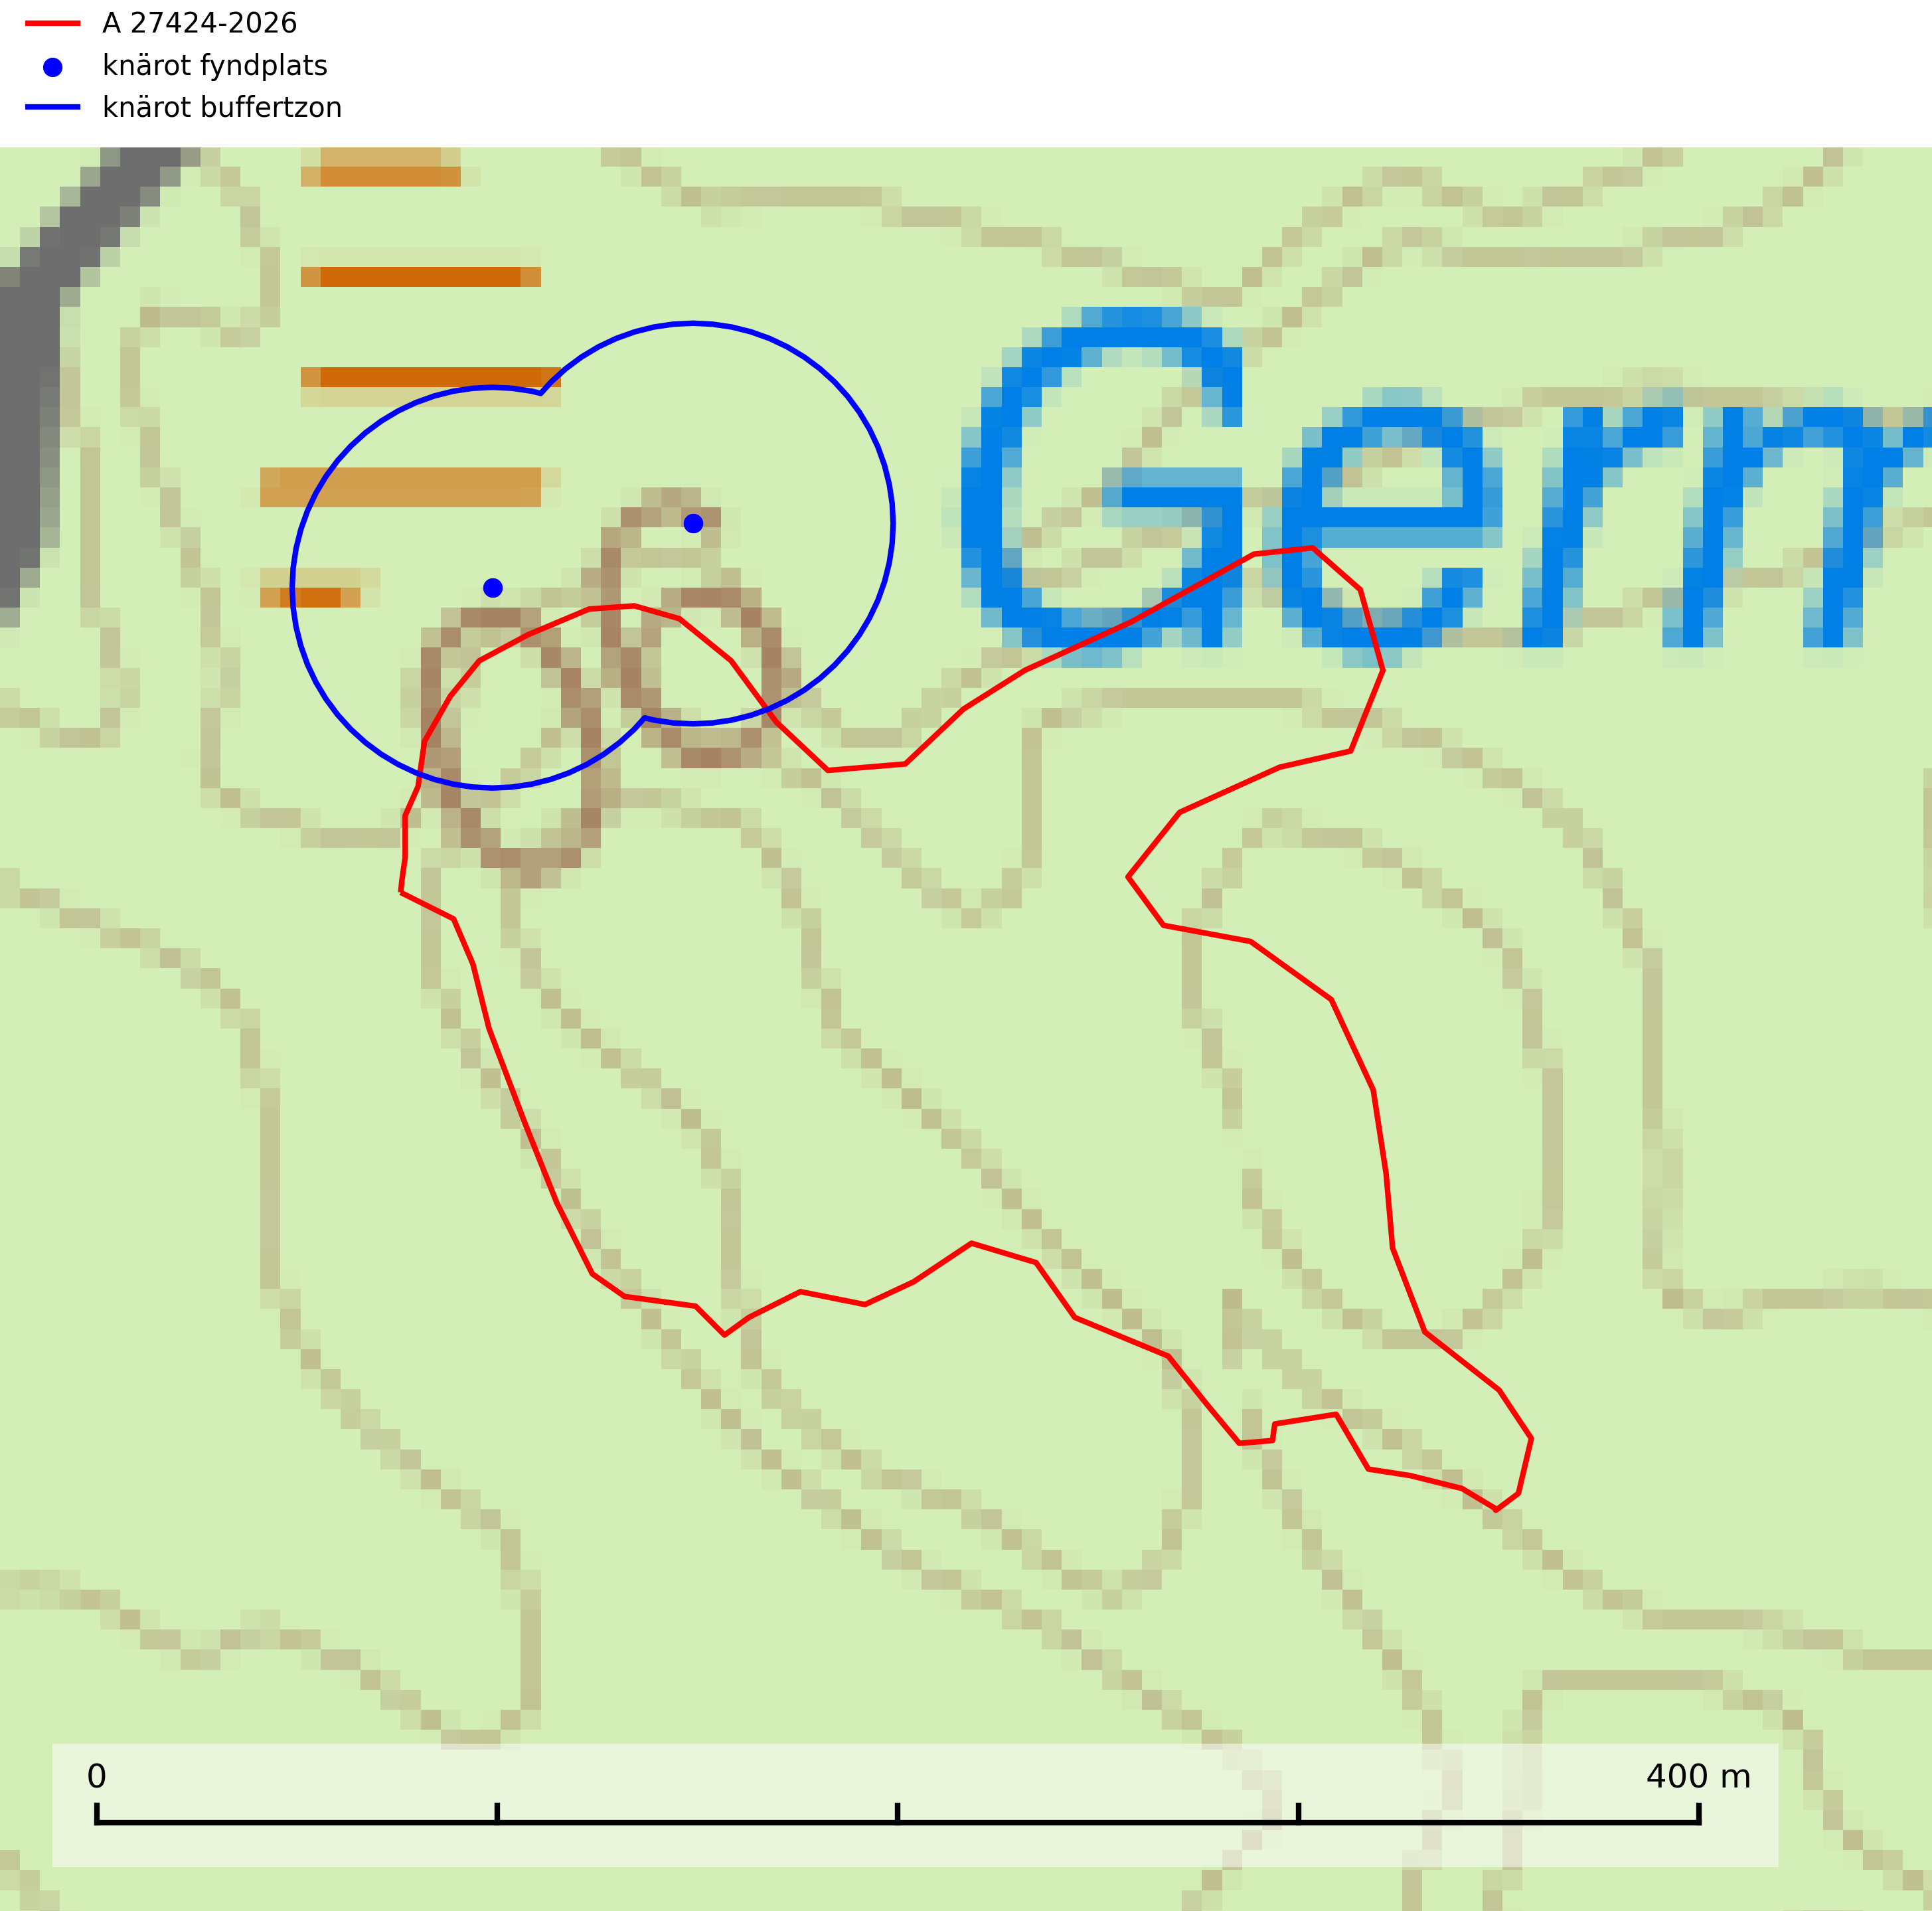 A 27424-2026
knärot fyndplats
knärot buffertzon
0
400 m